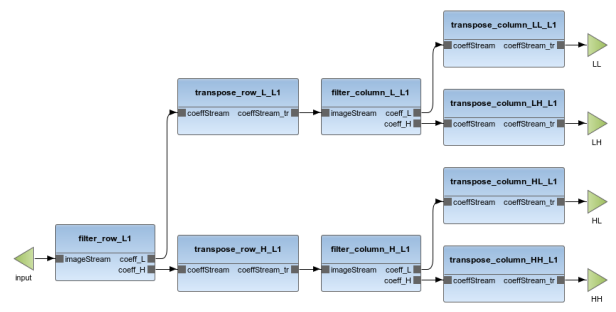 transpose_column_LL_L1
coeffStream coeffStream_tr
LL
transpose_row_L_L1
coeffStream coeffStream_tr
filter_column_L_L1
imageStream coeff_L
coeff_H
transpose_column_LH_L1
coeffStream coeffStream_tr
LH
transpose_column_HL_L1
coeffStream coeffStream_tr
HL
filter_row_L1
imageStream coeff_L
coeff_H
input
transpose_row_H_L1
coeffStream coeffStream_tr
filter_column_H_L1
imageStream coeff_L
coeff_H
transpose_column_HH_L1
coeffStream coeffStream_tr
HH